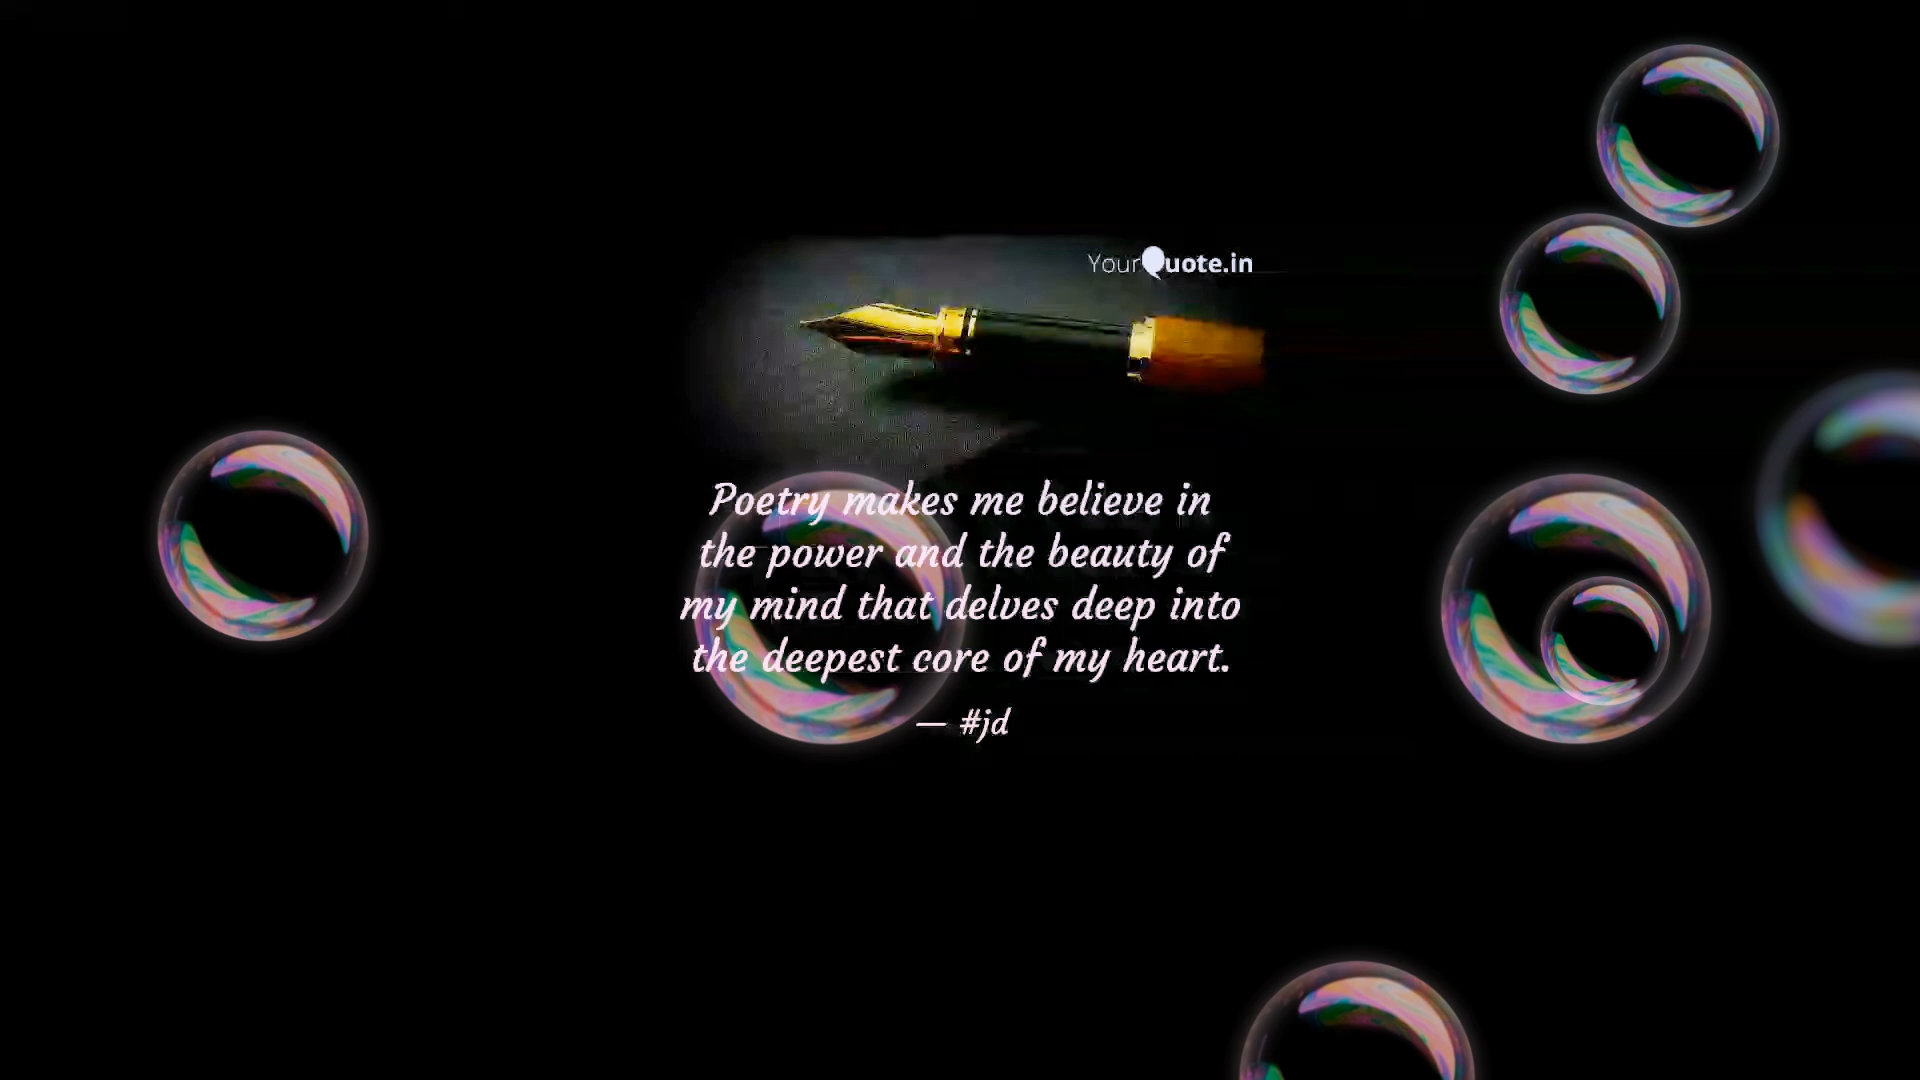 YourQuote.in
Poetry makes me believe in
the power and the beauty of
my mind that delves deep into
the deepest core of my heart.
— #jd